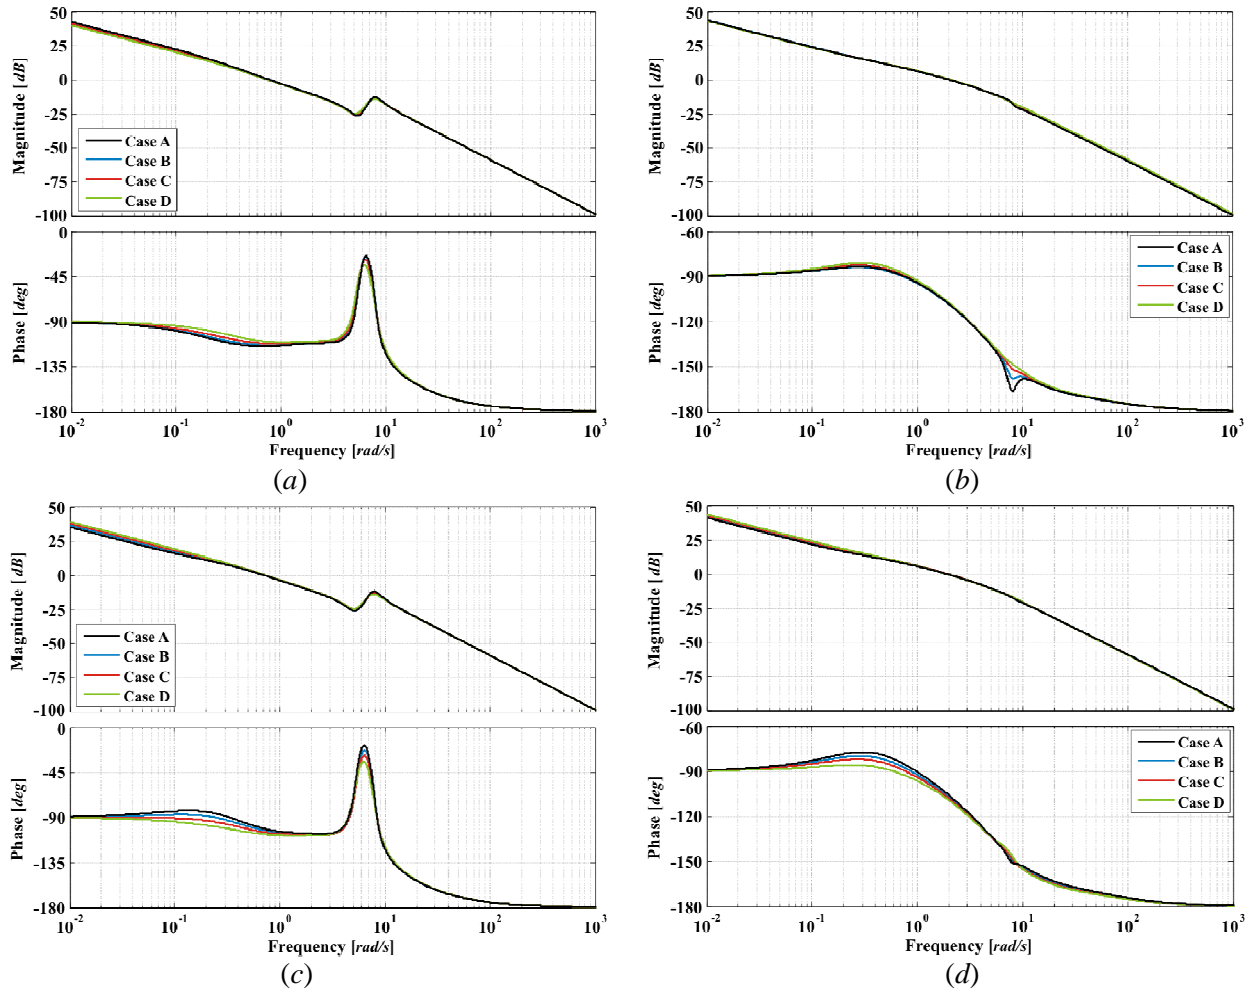 50
25
0
-25
-50
-75
-100
Magnitude [dB]
Case A
Case B
Case C
Case D
0
-45
-90
-135
-180
Phase [deg]
10-2 10-1 100 101 102 103
Frequency [rad/s]
(a)
50
25
0
-25
-50
-75
-100
Magnitude [dB]
-60
-90
-120
-150
-180
Phase [deg]
Case A
Case B
Case C
Case D
10-2 10-1 100 101 102 103
Frequency [rad/s]
(b)
50
25
0
-25
-50
-75
-100
Magnitude [dB]
Case A
Case B
Case C
Case D
0
-45
-90
-135
-180
Phase [deg]
10-2 10-1 100 101 102 103
Frequency [rad/s]
(c)
50
25
0
-25
-50
-75
-100
Magnitude [dB]
-60
-90
-120
-150
-180
Phase [deg]
Case A
Case B
Case C
Case D
10-2 10-1 100 101 102 103
Frequency [rad/s]
(d)